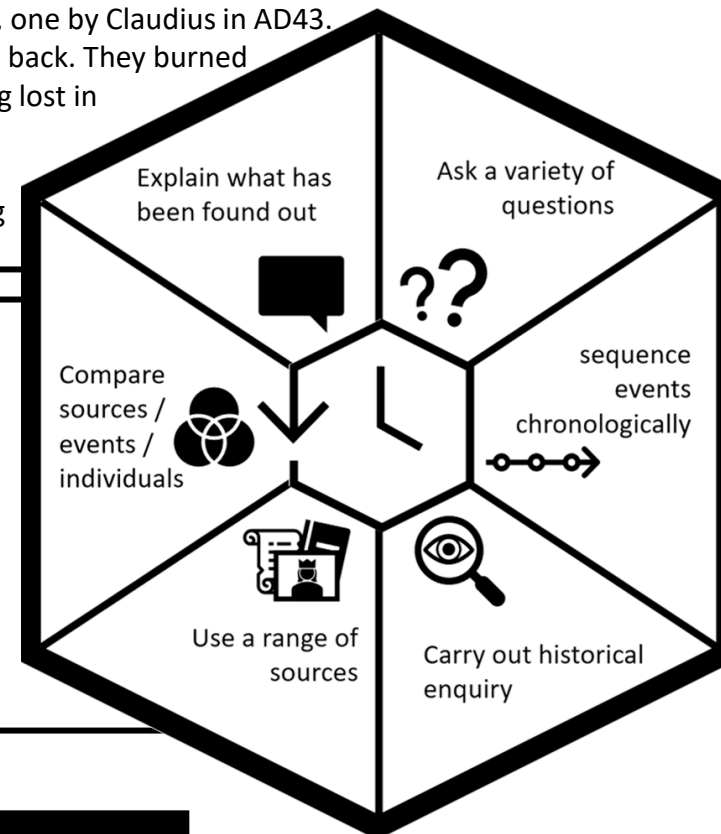 , one by Claudius in AD43.
back. They burned
g lost in
g
Explain what has
been found out
Ask a variety of
questions
??
sequence
events
chronologically
Carry out historical
enquiry
Use a range of
sources
Compare
sources /
events /
individuals